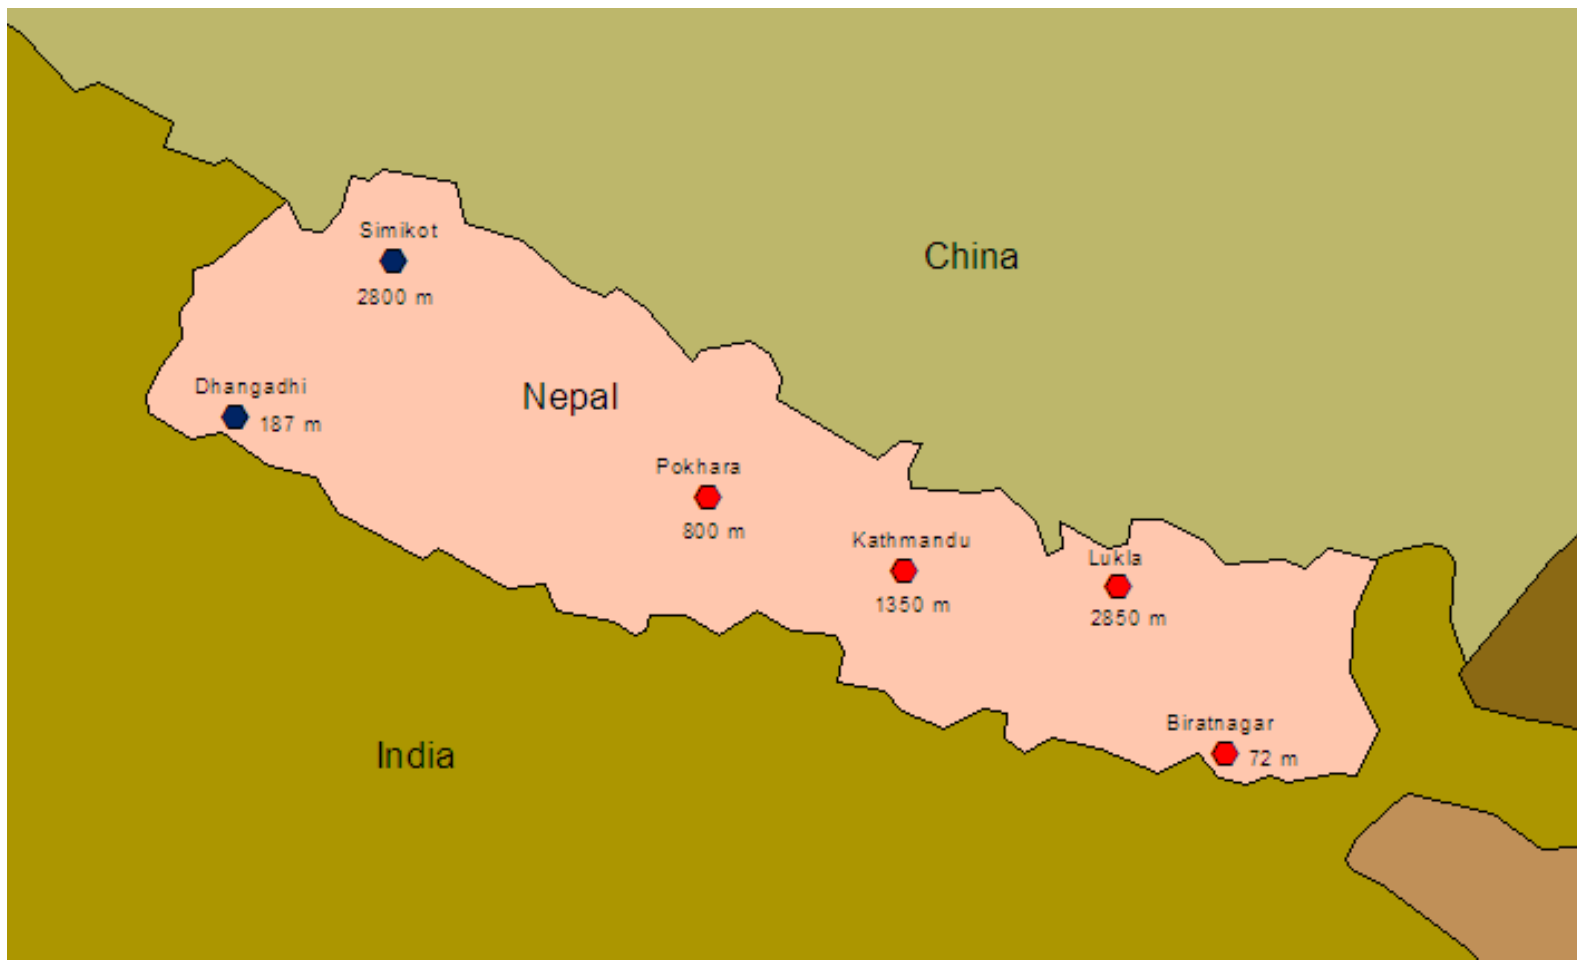 Simikot
2800 m
China
Dhangadhi
187 m
Nepal
Pokhara
800 m
Kathmandu
1350 m
Lukla
2850 m
Biratnagar
72 m
India